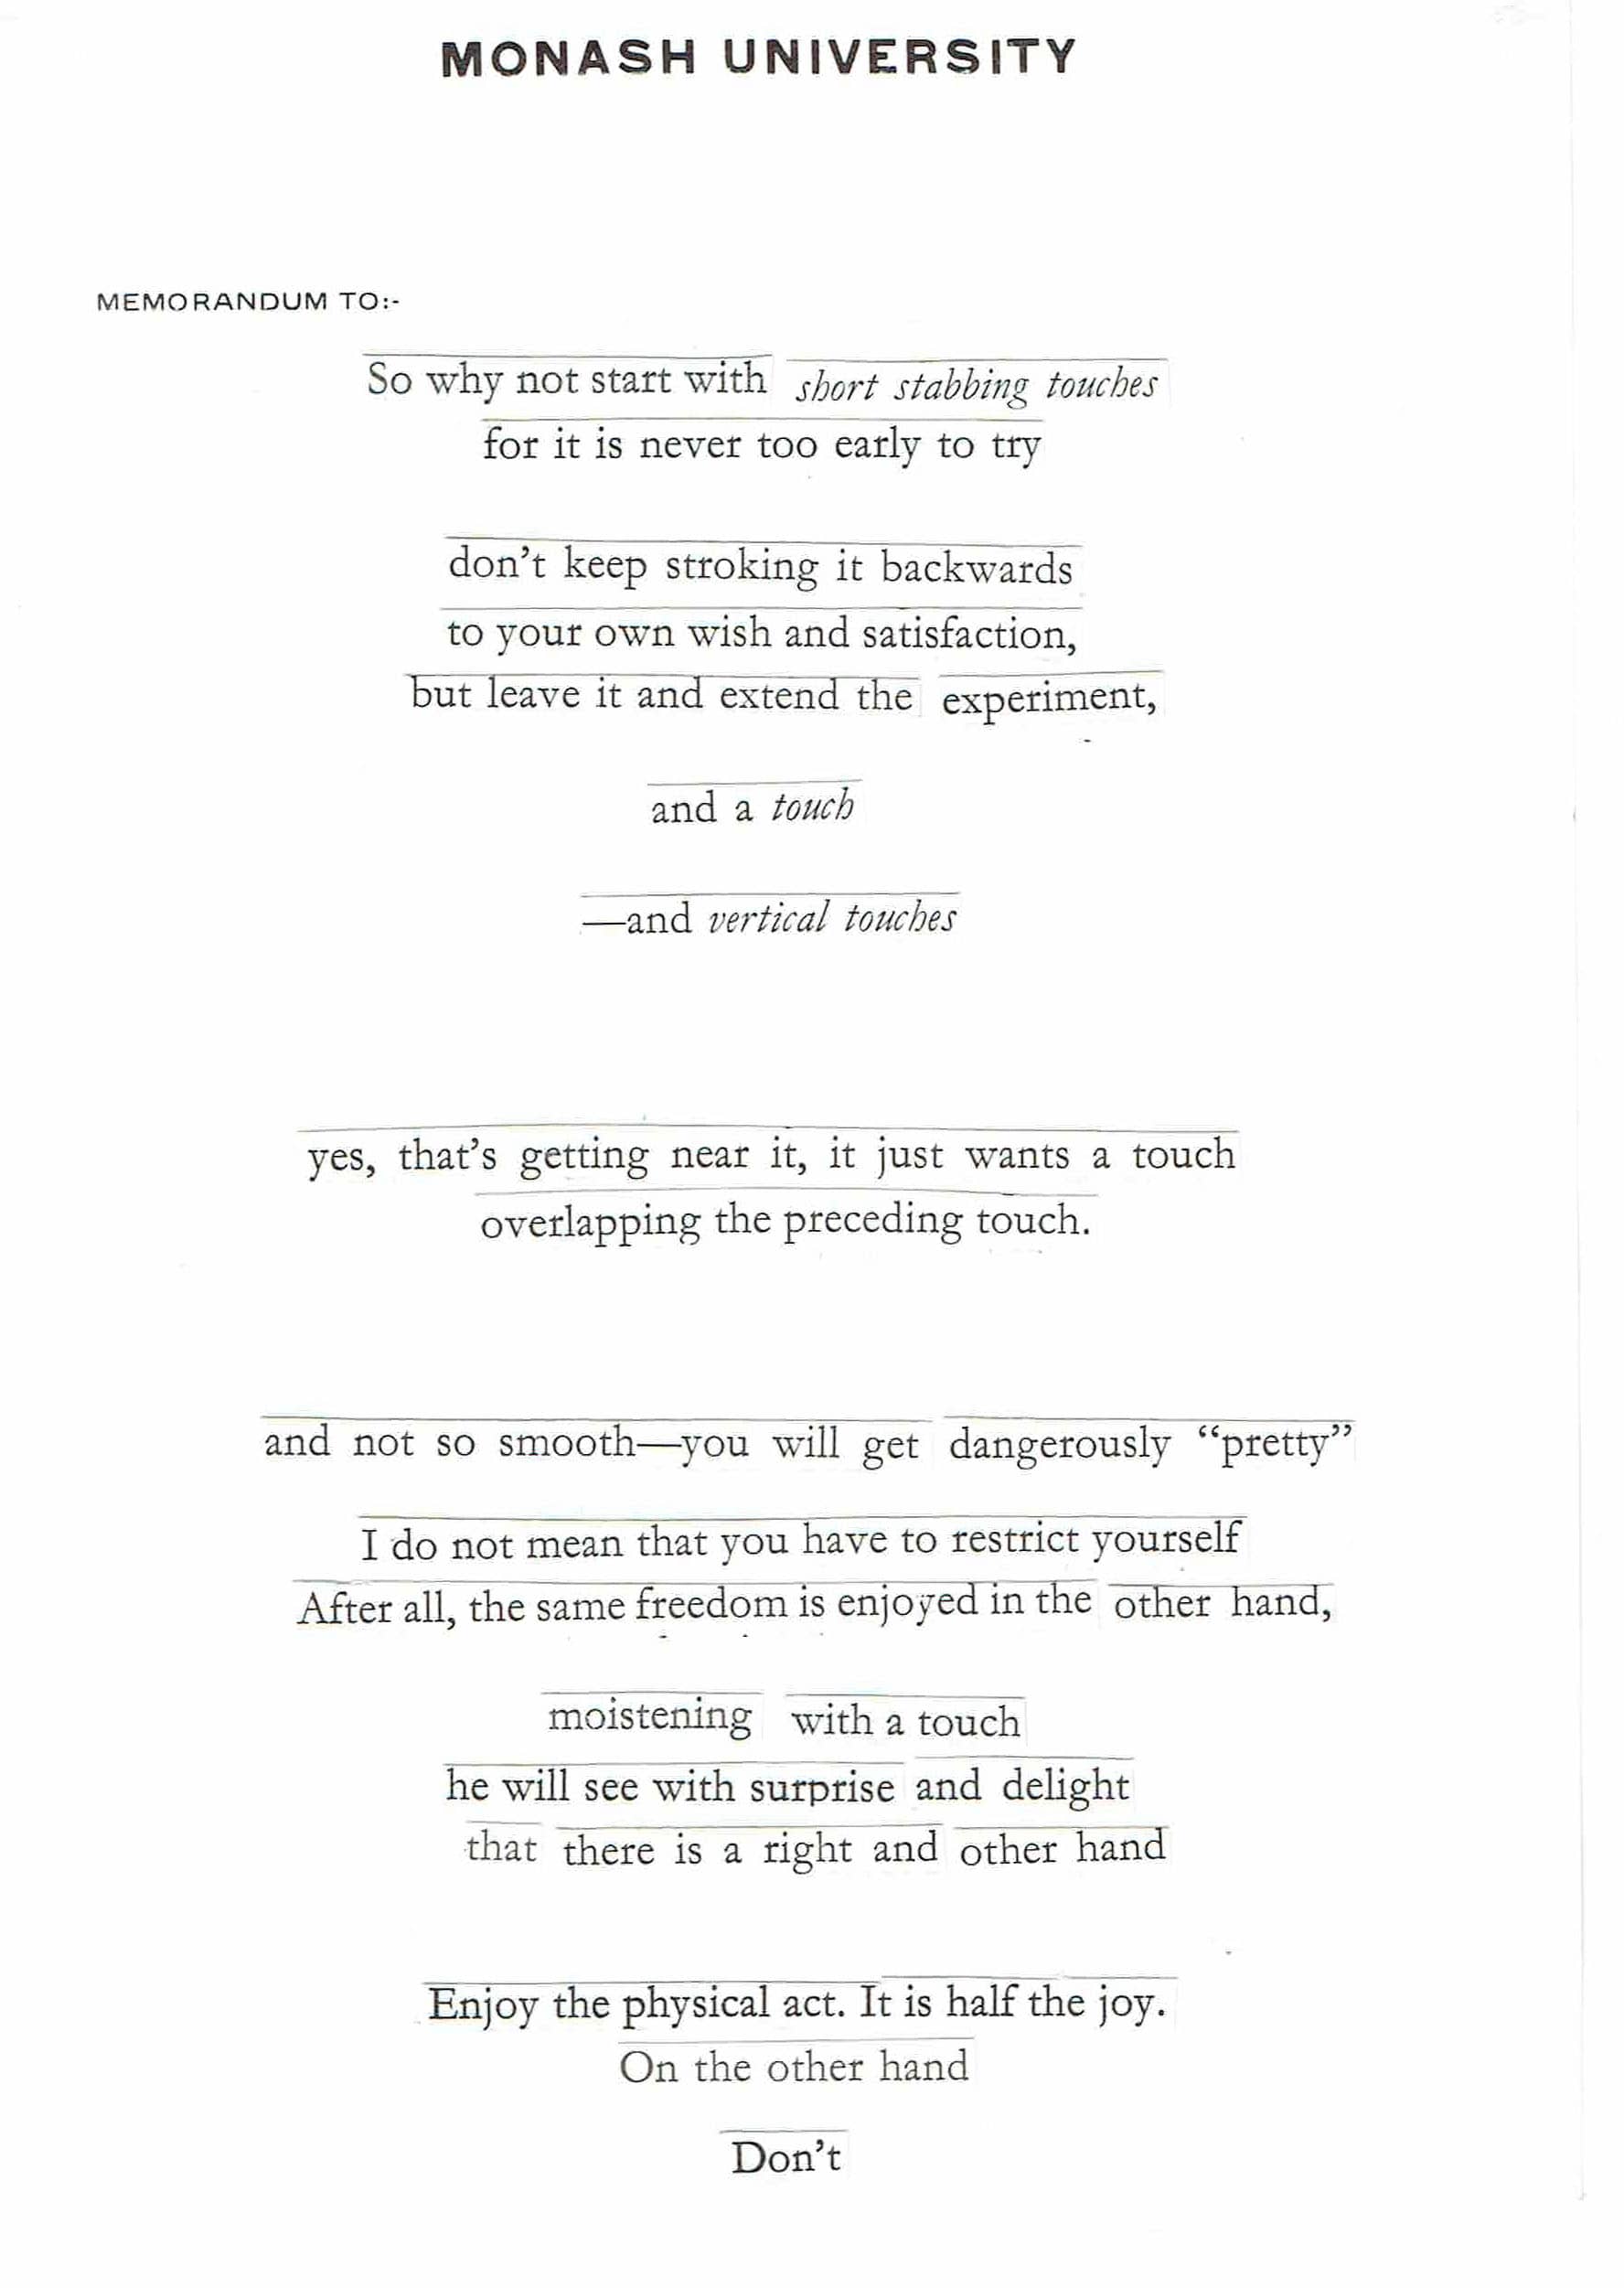 MONASH UNIVERSITY
MEMORANDUM TO:-
So why not start with short stabbing touches
for it is never too early to try
don’t keep stroking it backwards
to your own wish and satisfaction,
but leave it and extend the experiment,
and a touch
—and vertical touches
yes, that’s getting near it, it just wants a touch
overlapping the preceding touch.
and not so smooth—you will get dangerously “pretty”
I do not mean that you have to restrict yourself
After all, the same freedom is enjoyed in the other hand,
moistening with a touch
he will see with surprise and delight
that there is a right and other hand
Enjoy the physical act. It is half the joy.
On the other hand
Don’t